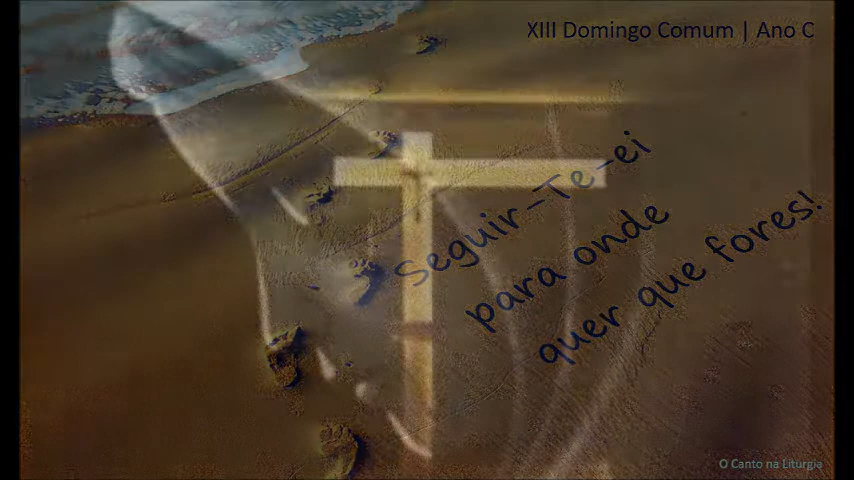 XIII Domingo Comum | Ano C
Seguir-Te-ei
para onde
quer que fores!
O Canto na Liturgia